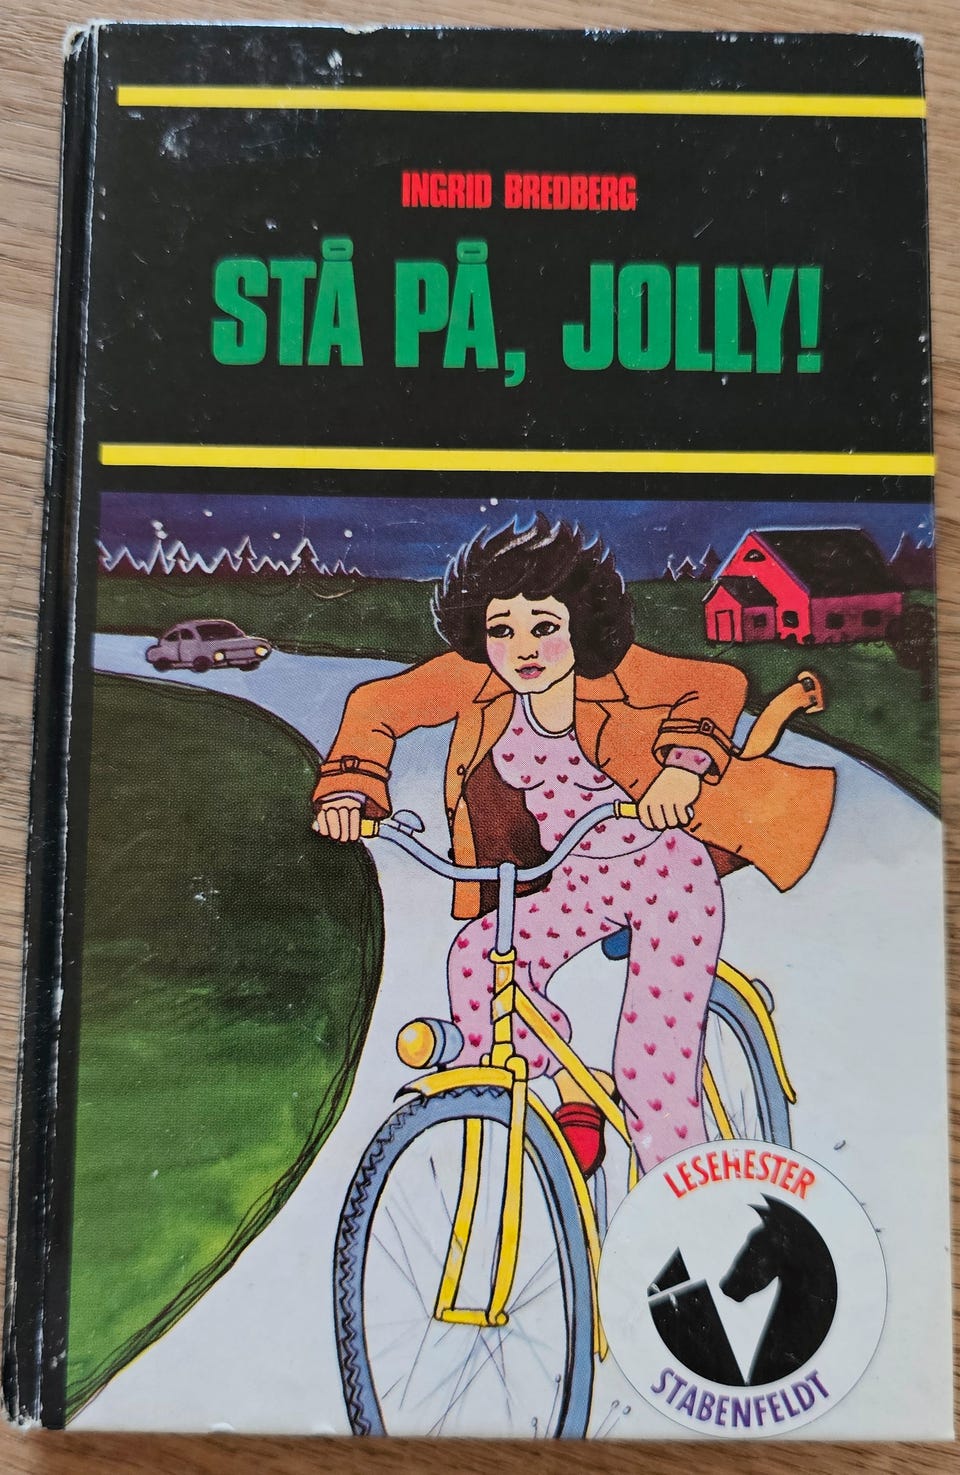 INGRID BREDBERG
STÅ PÅ, JOLLY!
LESEHESTER
STABENFELDT